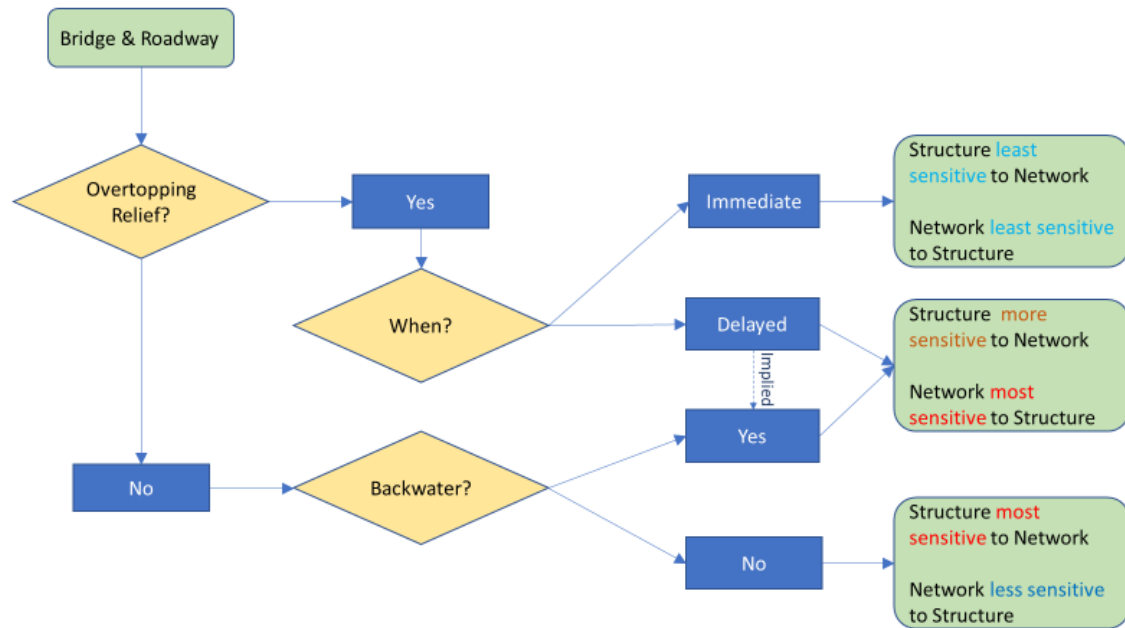 Bridge & Roadway
Overtopping
Relief?
Yes
When?
Immediate
Delayed
Implied
Yes
No
Backwater?
No
Structure least
sensitive to Network
Network least sensitive
to Structure
Structure more
sensitive to Network
Network most
sensitive to Structure
Structure most
sensitive to Network
Network less sensitive
to Structure